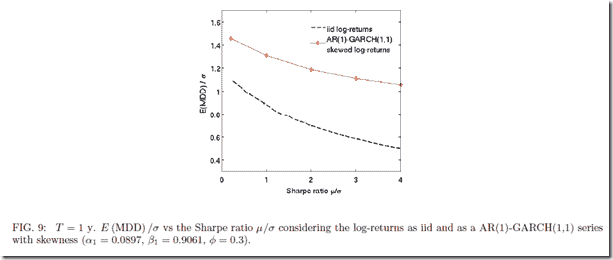 1.6
1.4
1.2
1.0
0.8
0.6
0.4
E(MDD) / σ
iid log-returns
AR(1)-GARCH(1,1)
skewed log-returns
0 1 2 3 4
Sharpe ratio μ/σ
FIG. 9: T = 1 y. E (MDD) /σ vs the Sharpe ratio μ/σ considering the log-returns as iid and as a AR(1)-GARCH(1,1) series
with skewness (α₁ = 0.0897, β₁ = 0.9061, ϕ = 0.3).